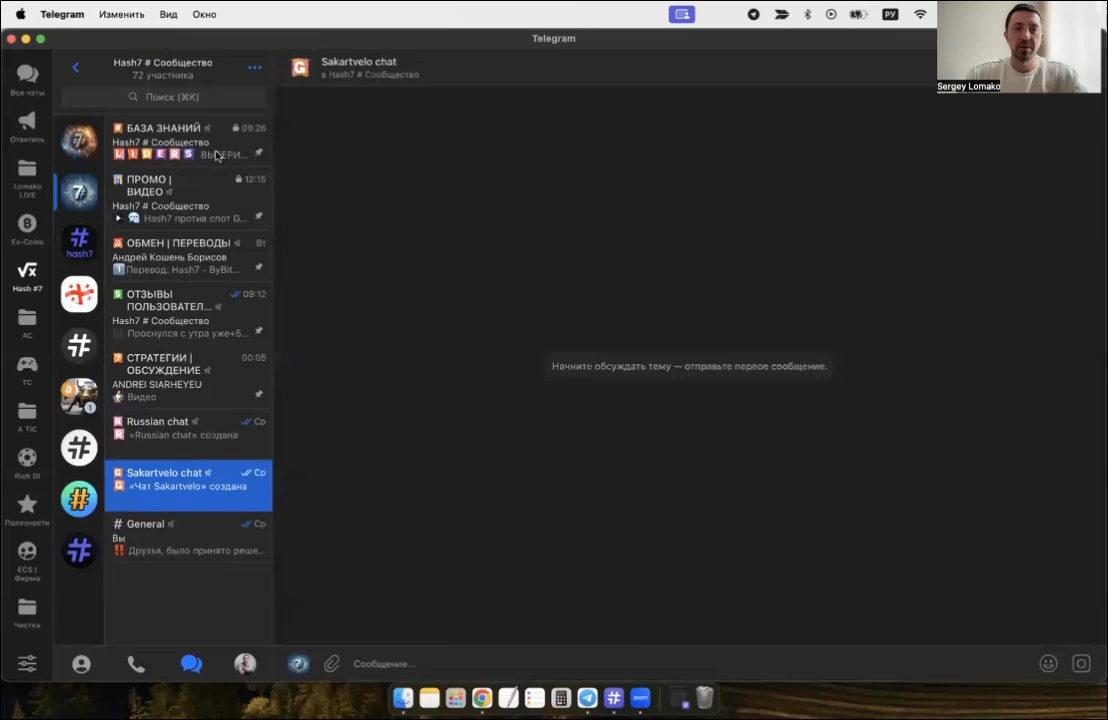 Telegram Изменить Вид Окно
РУ
Telegram
Sergey Lomako
Все чаты
Ответить
Lomako LIVE
Ex-Coins
Hash #7
AC
TC
A TIC
Rich DI
Полезности
ECS | Фирма
Чистка
Hash7 # Сообщество
72 участника
Поиск (⌘K)
БАЗА ЗНАНИЙ 09:26
Hash7 # Сообщество
LIDERS
ПРОМО | 12:15
ВИДЕО
Hash7 # Сообщество
Hash7 против спот G...
ОБМЕН | ПЕРЕВОДЫ Вт
Андрей Кошень Борисов
Перевод: Hash7 - ByBit...
ОТЗЫВЫ 09:12
ПОЛЬЗОВАТЕЛ...
Hash7 # Сообщество
Проснулся с утра уже+5...
СТРАТЕГИИ | 00:05
ОБСУЖДЕНИЕ
ANDREI SIARHEYEU
Видео
Russian chat Ср
R «Russian chat» создана
Sakartvelo chat Ср
G «Чат Sakartvelo» создана
# General Ср
Вы
Друзья, было принято реше...
hash7
1
Sakartvelo chat
в Hash7 # Сообщество
Начните обсуждать тему — отправьте первое сообщение.
Сообщение...
zoom